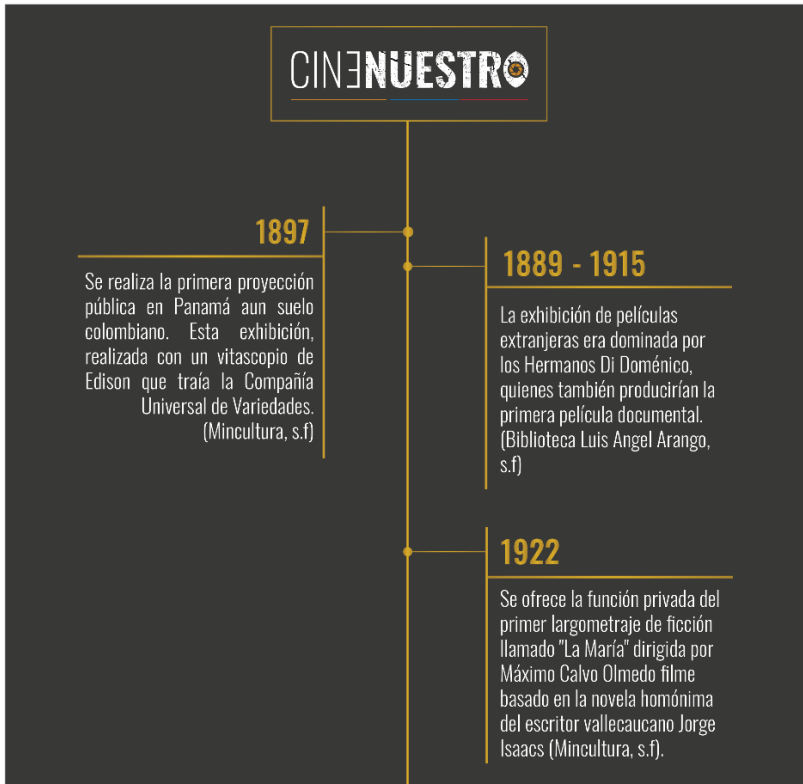 CINENUESTRO
1897
Se realiza la primera proyección
pública en Panamá aun suelo
colombiano. Esta exhibición,
realizada con un vitascopio de
Edison que traía la Compañía
Universal de Variedades.
(Mincultura, s.f)
1889 - 1915
La exhibición de películas
extranjeras era dominada por
los Hermanos Di Doménico,
quienes también producirían la
primera película documental.
(Biblioteca Luis Angel Arango,
s.f)
1922
Se ofrece la función privada del
primer largometraje de ficción
llamado "La María" dirigida por
Máximo Calvo Olmedo filme
basado en la novela homónima
del escritor vallecaucano Jorge
Isaacs (Mincultura, s.f).